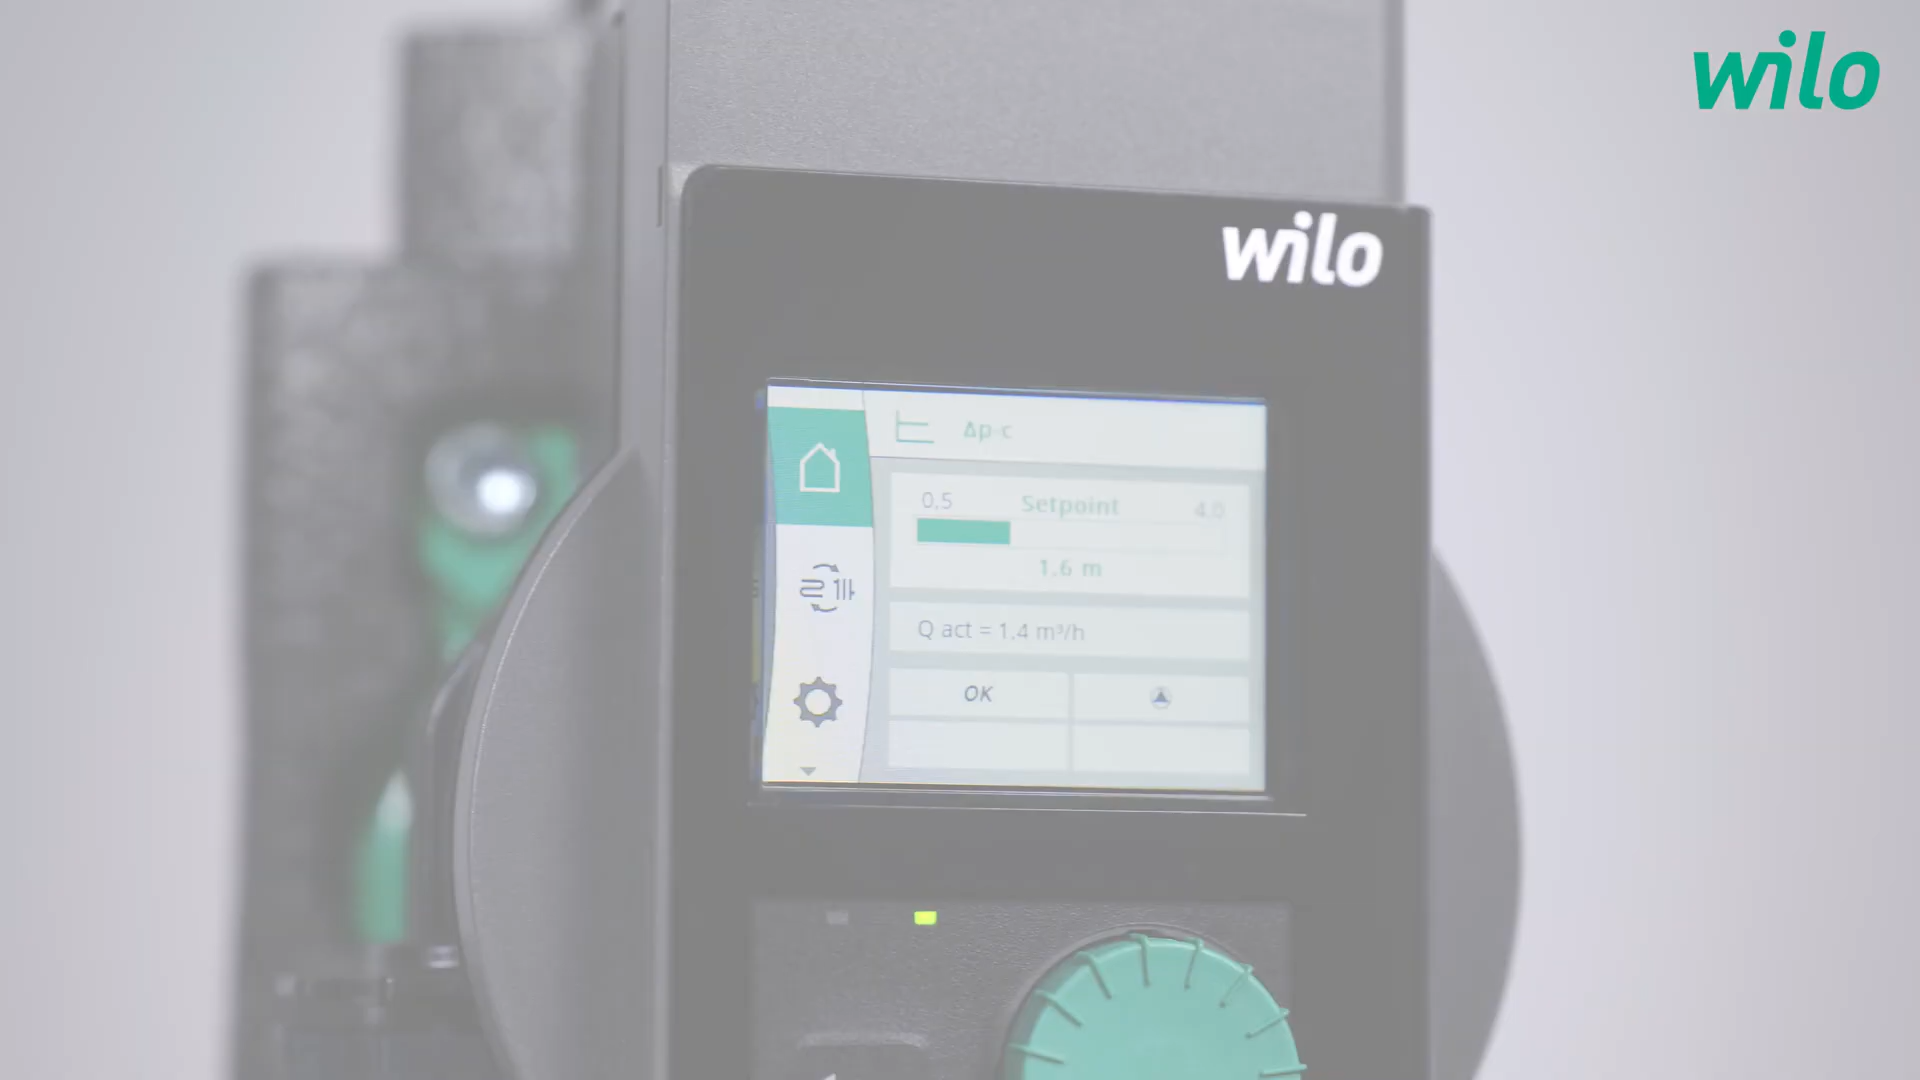 wilo
wilo
Δp-c
0.5 Setpoint 4.0
1.6 m
Q act = 1.4 m³/h
OK